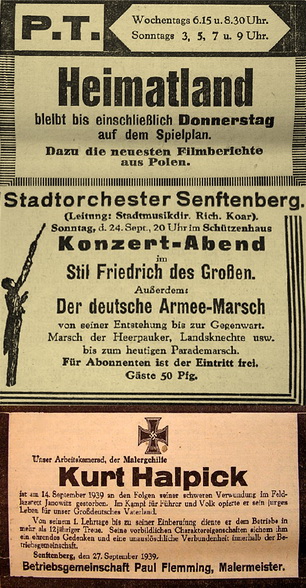 P.T.
Wochentags 6.15 u. 8.30 Uhr.
Sonntags 3, 5, 7 u. 9 Uhr.
Heimatland
bleibt bis einschließlich Donnerstag
auf dem Spielplan.
Dazu die neuesten Filmberichte
aus Polen.
Stadtorchester Senftenberg.
(Leitung: Stadtmusikdir. Rich. Koar).
Sonntag, d. 24. Sept., 20 Uhr im Schützenhaus
Konzert-Abend
im
Stil Friedrich des Großen.
Außerdem:
Der deutsche Armee-Marsch
von seiner Entstehung bis zur Gegenwart.
Marsch der Heerpauker, Landsknechte usw.
bis zum heutigen Parademarsch.
Für Abonnenten ist der Eintritt frei.
Gäste 50 Pfg.
Unser Arbeitskamerad, der Malergehilfe
Kurt Halpick
ist am 14. September 1939 an den Folgen seiner schweren Verwundung im Feld-
lazarett Janowitz gestorben. Im Kampf für Führer und Volk opferte er sein junges
Leben für unser Großdeutsches Vaterland.
Von seinem 1. Lehrtage bis zu seiner Einberufung diente er dem Betriebe in
mehr als 12jähriger Treue. Seine vorbildlichen Charaktereigenschaften sichern ihm
ein ehrendes Gedenken und eine unauslöschliche Verbundenheit innerhalb der Be-
triebsgemeinschaft.
Senftenberg, den 27. September 1939.
Betriebsgemeinschaft Paul Flemming, Malermeister.